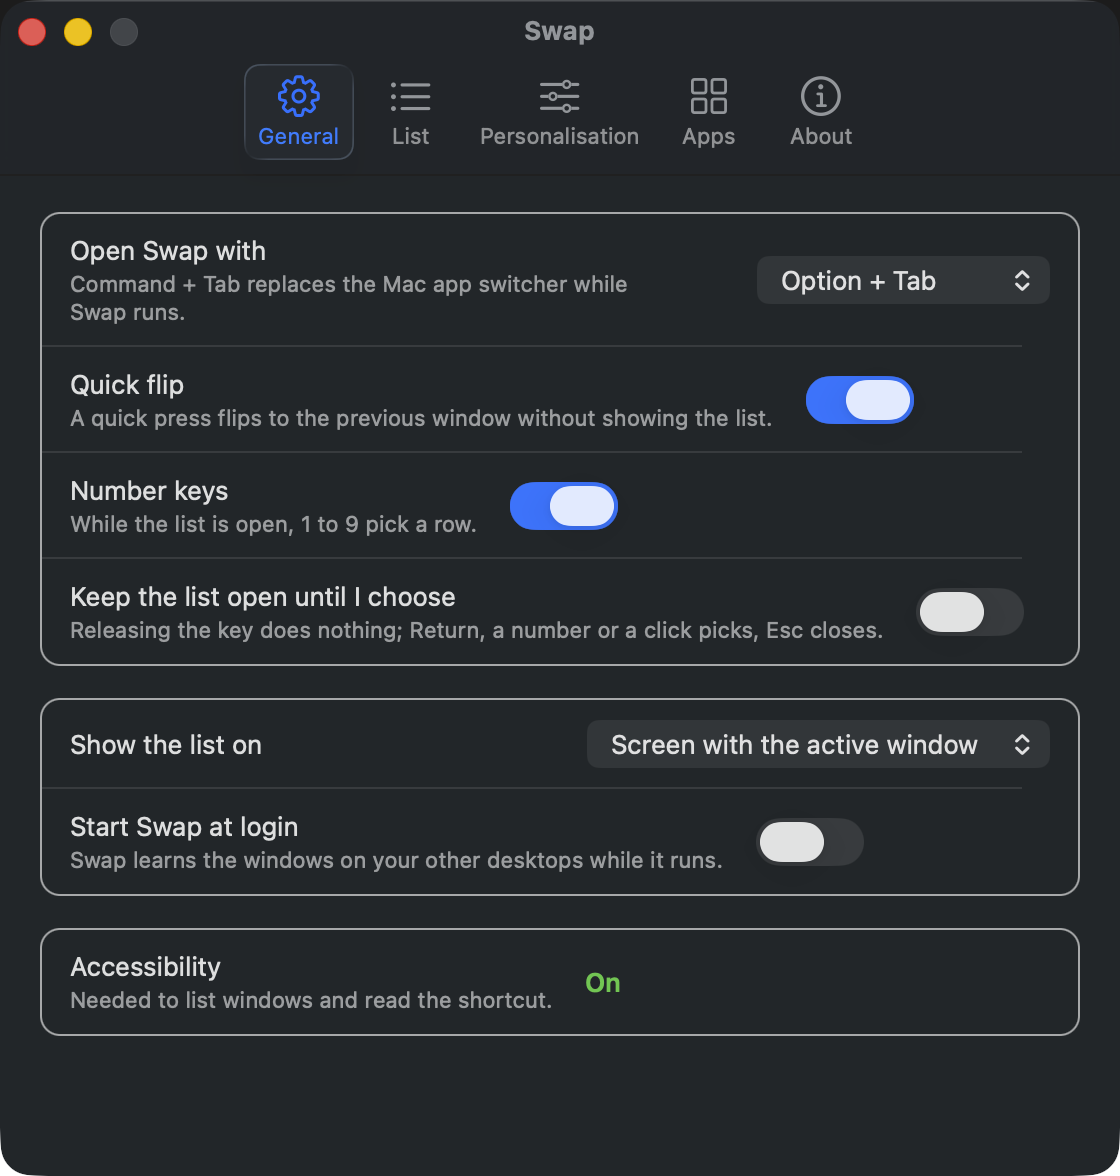 Swap
General
List
Personalisation
Apps
About
Open Swap with
Command + Tab replaces the Mac app switcher while
Swap runs.
Option + Tab
Quick flip
A quick press flips to the previous window without showing the list.
Number keys
While the list is open, 1 to 9 pick a row.
Keep the list open until I choose
Releasing the key does nothing; Return, a number or a click picks, Esc closes.
Show the list on
Screen with the active window
Start Swap at login
Swap learns the windows on your other desktops while it runs.
Accessibility
Needed to list windows and read the shortcut.
On